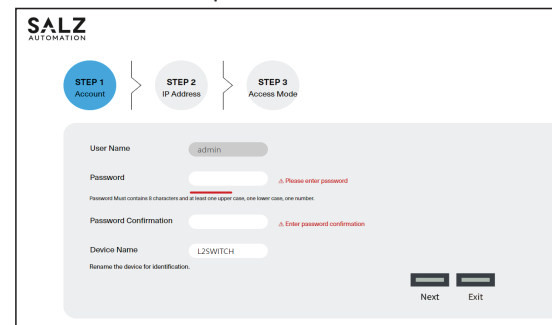 SALZ
AUTOMATION
STEP 1
Account
STEP 2
IP Address
STEP 3
Access Mode
User Name
admin
Password
⚠ Please enter password
Password Must contains 8 characters and at least one upper case, one lower case, one number.
Password Confirmation
⚠ Enter password confirmation
Device Name
L2SWITCH
Rename the device for identification.
Next Exit